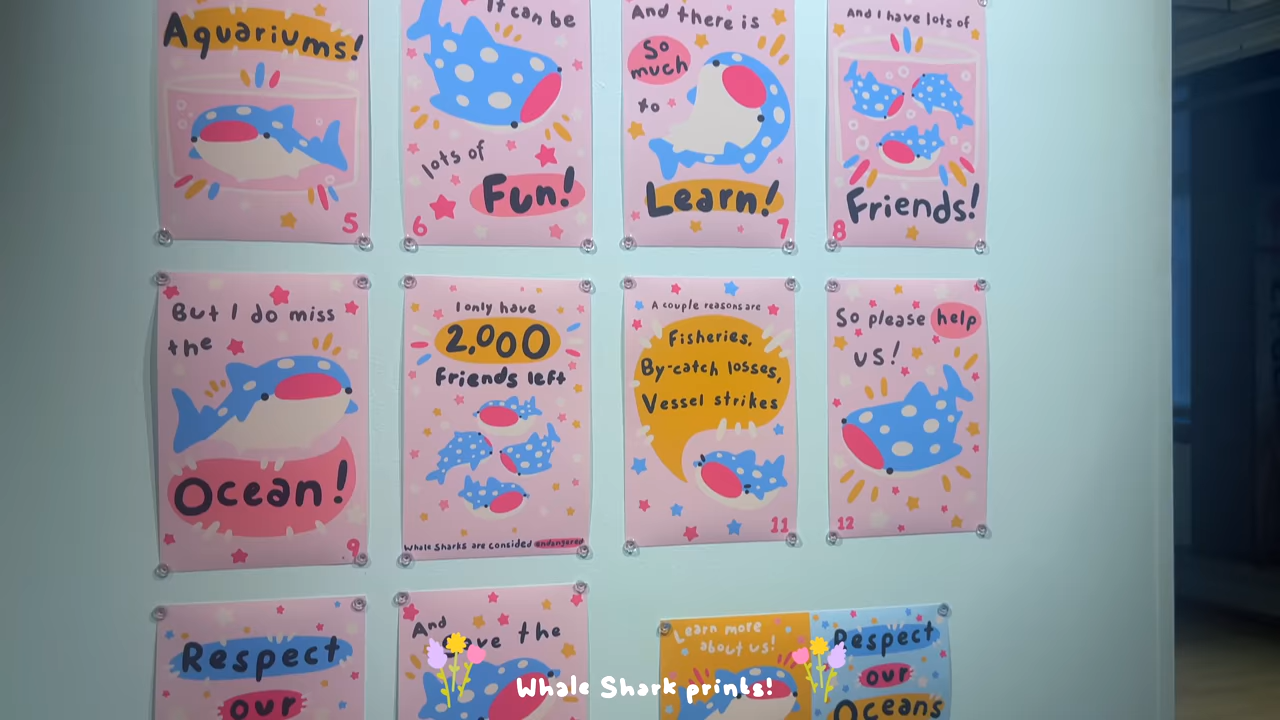 Aquariums!
5
It can be
lots of
Fun!
6
And there is
So
much
to
Learn!
7
And I have lots of
Friends!
8
But I do miss
the
Ocean!
9
I only have
2,000
Friends left
Whale Sharks are consided endangered
A couple reasons are
Fisheries,
By-catch losses,
Vessel strikes
11
So please help
us!
12
Respect
our
And
the
Learn more
about us!
Respect
our
Oceans
Whale Shark prints!